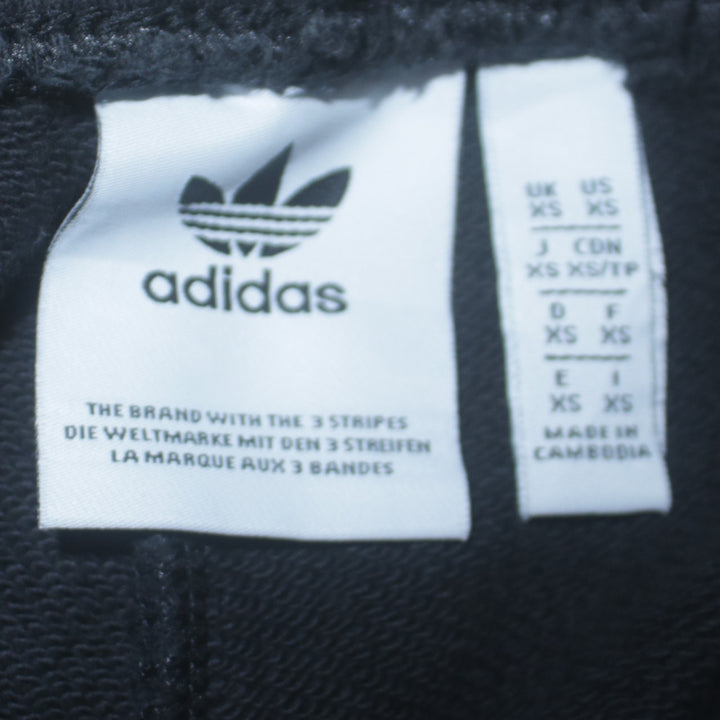 adidas
THE BRAND WITH THE 3 STRIPES
DIE WELTMARKE MIT DEN 3 STREIFEN
LA MARQUE AUX 3 BANDES
UK US
XS XS
J CDN
XS XS/TP
D F
XS XS
E I
XS XS
MADE IN
CAMBODIA